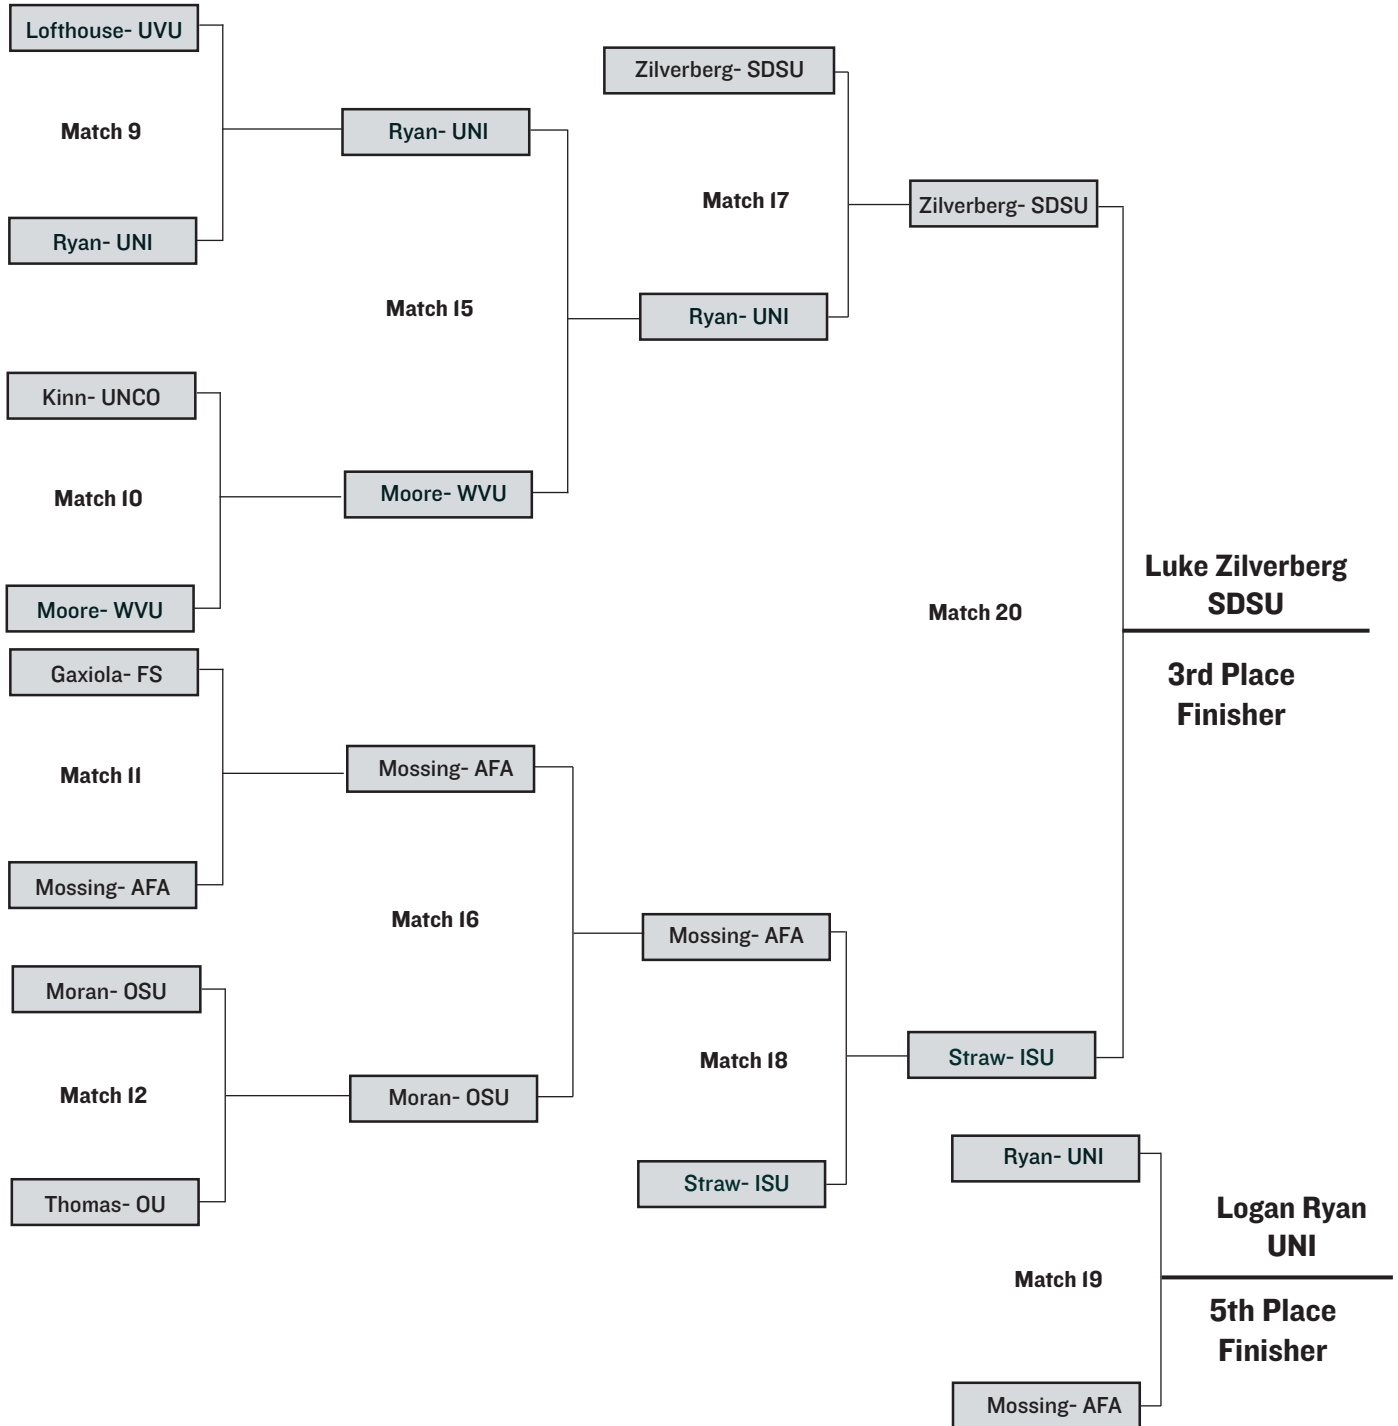 Lofthouse- UVU
Match 9
Ryan- UNI
Ryan- UNI
Match 15
Kinn- UNCO
Match 10
Moore- WVU
Moore- WVU
Zilverberg- SDSU
Match 17
Ryan- UNI
Zilverberg- SDSU
Gaxiola- FS
Match 11
Mossing- AFA
Mossing- AFA
Match 16
Moran- OSU
Match 12
Thomas- OU
Moran- OSU
Mossing- AFA
Match 18
Straw- ISU
Straw- ISU
Match 20
Luke Zilverberg
SDSU
3rd Place
Finisher
Ryan- UNI
Match 19
Mossing- AFA
Logan Ryan
UNI
5th Place
Finisher